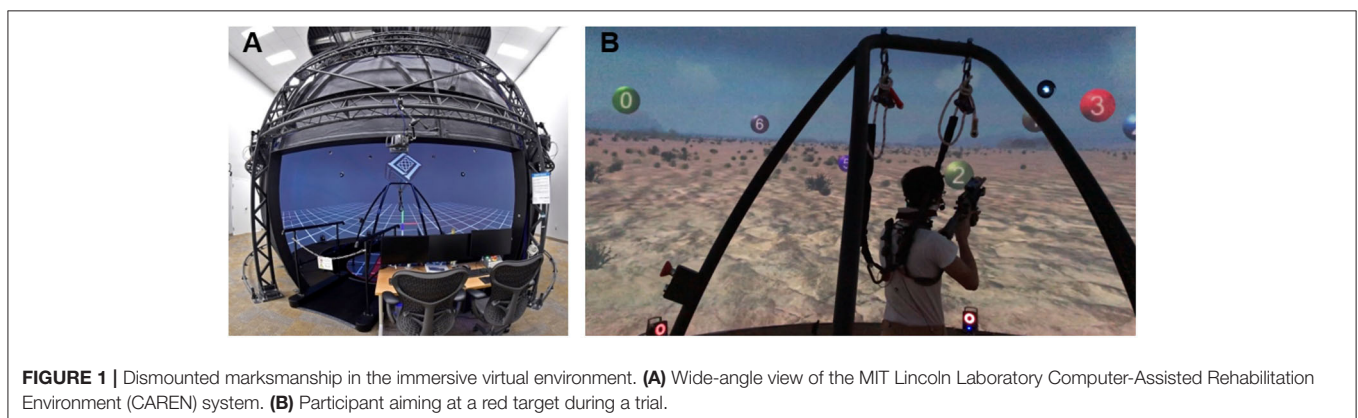 A
B
0
6
3
5
2
FIGURE 1 | Dismounted marksmanship in the immersive virtual environment. (A) Wide-angle view of the MIT Lincoln Laboratory Computer-Assisted Rehabilitation
Environment (CAREN) system. (B) Participant aiming at a red target during a trial.